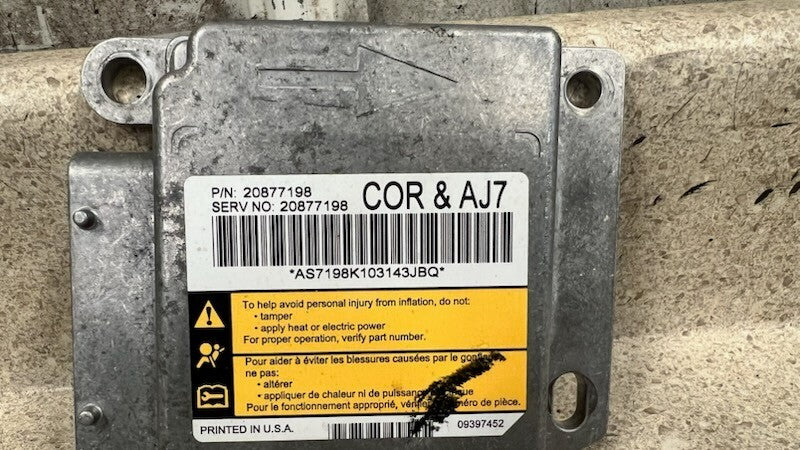 P/N: 20877198
SERV NO: 20877198
COR & AJ7
*AS7198K103143JBQ*
To help avoid personal injury from inflation, do not:
• tamper
• apply heat or electric power
For proper operation, verify part number.
Pour aider à éviter les blessures causées par le
ne pas:
• altérer
• appliquer de chaleur ni de
Pour le fonctionnement approprié, de pièce.
PRINTED IN U.S.A.
09397452